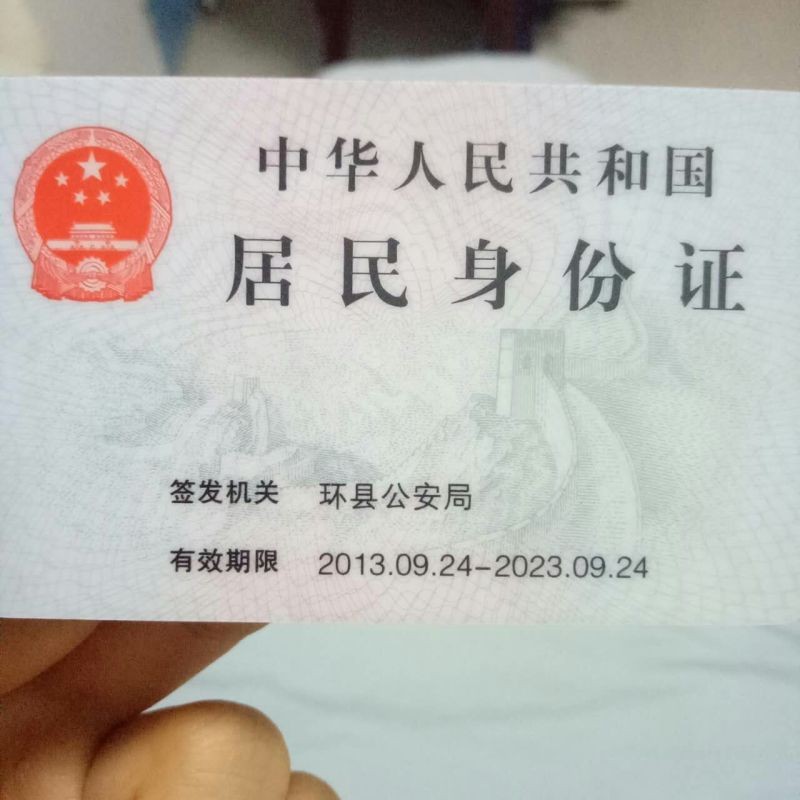 中华人民共和国
居民身份证
签发机关 环县公安局
有效期限 2013.09.24-2023.09.24